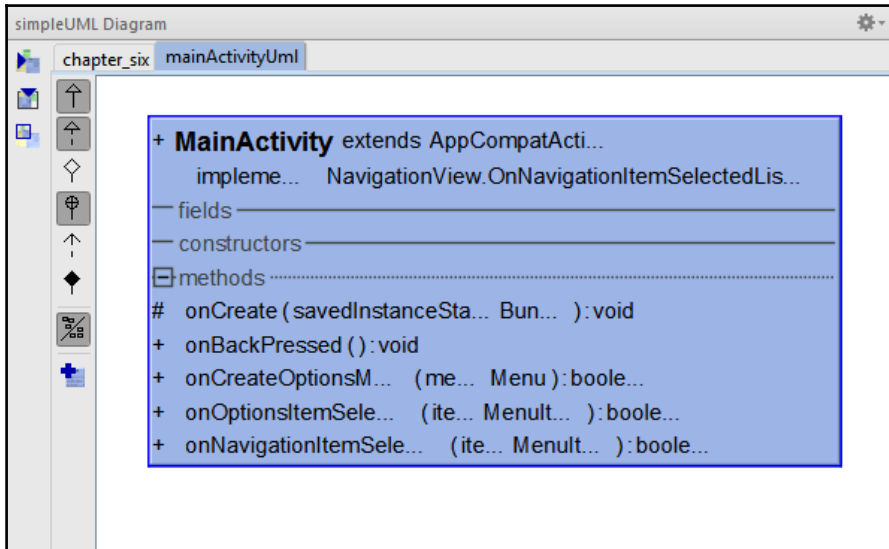 simpleUML Diagram
chapter_six mainActivityUml
+ MainActivity extends AppCompatActi...
impleme... NavigationView.OnNavigationItemSelectedLis...
fields
constructors
methods
# onCreate ( savedInstanceSta... Bun... ) : void
+ onBackPressed ( ) : void
+ onCreateOptionsM... ( me... Menu ) : boole...
+ onOptionsItemSele... ( ite... MenuIt... ) : boole...
+ onNavigationItemSele... ( ite... MenuIt... ) : boole...